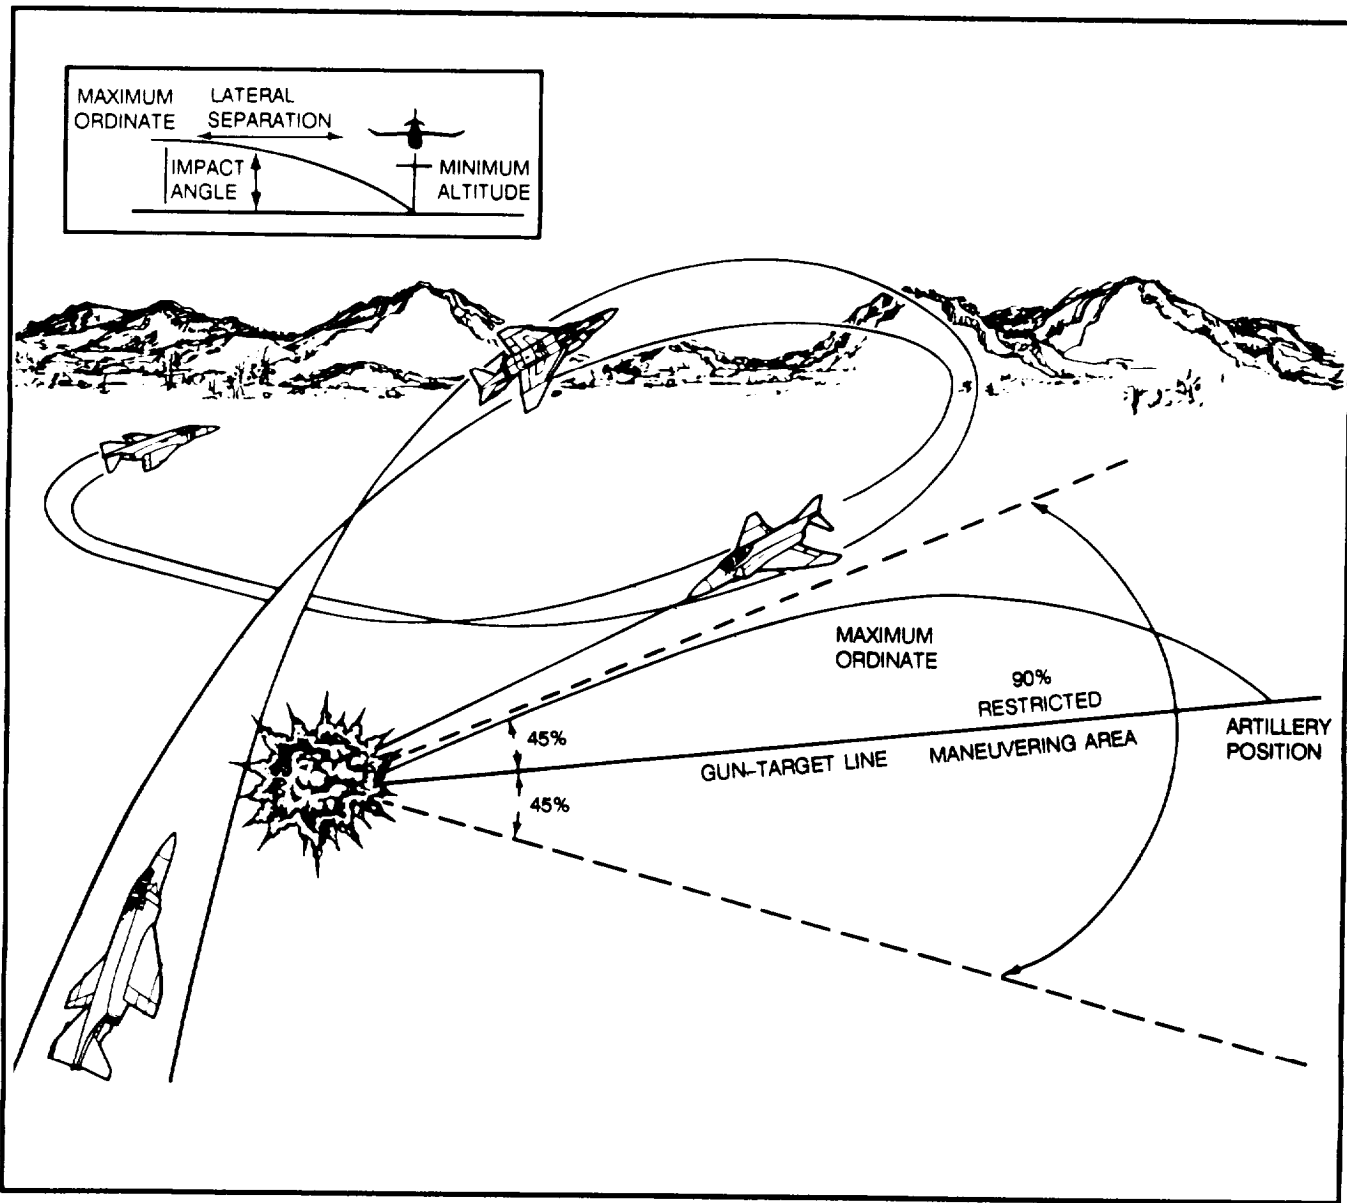 MAXIMUM
ORDINATE
LATERAL
SEPARATION
IMPACT
ANGLE
MINIMUM
ALTITUDE
MAXIMUM
ORDINATE
90%
RESTRICTED
MANEUVERING AREA
ARTILLERY
POSITION
GUN-TARGET LINE
45%
45%